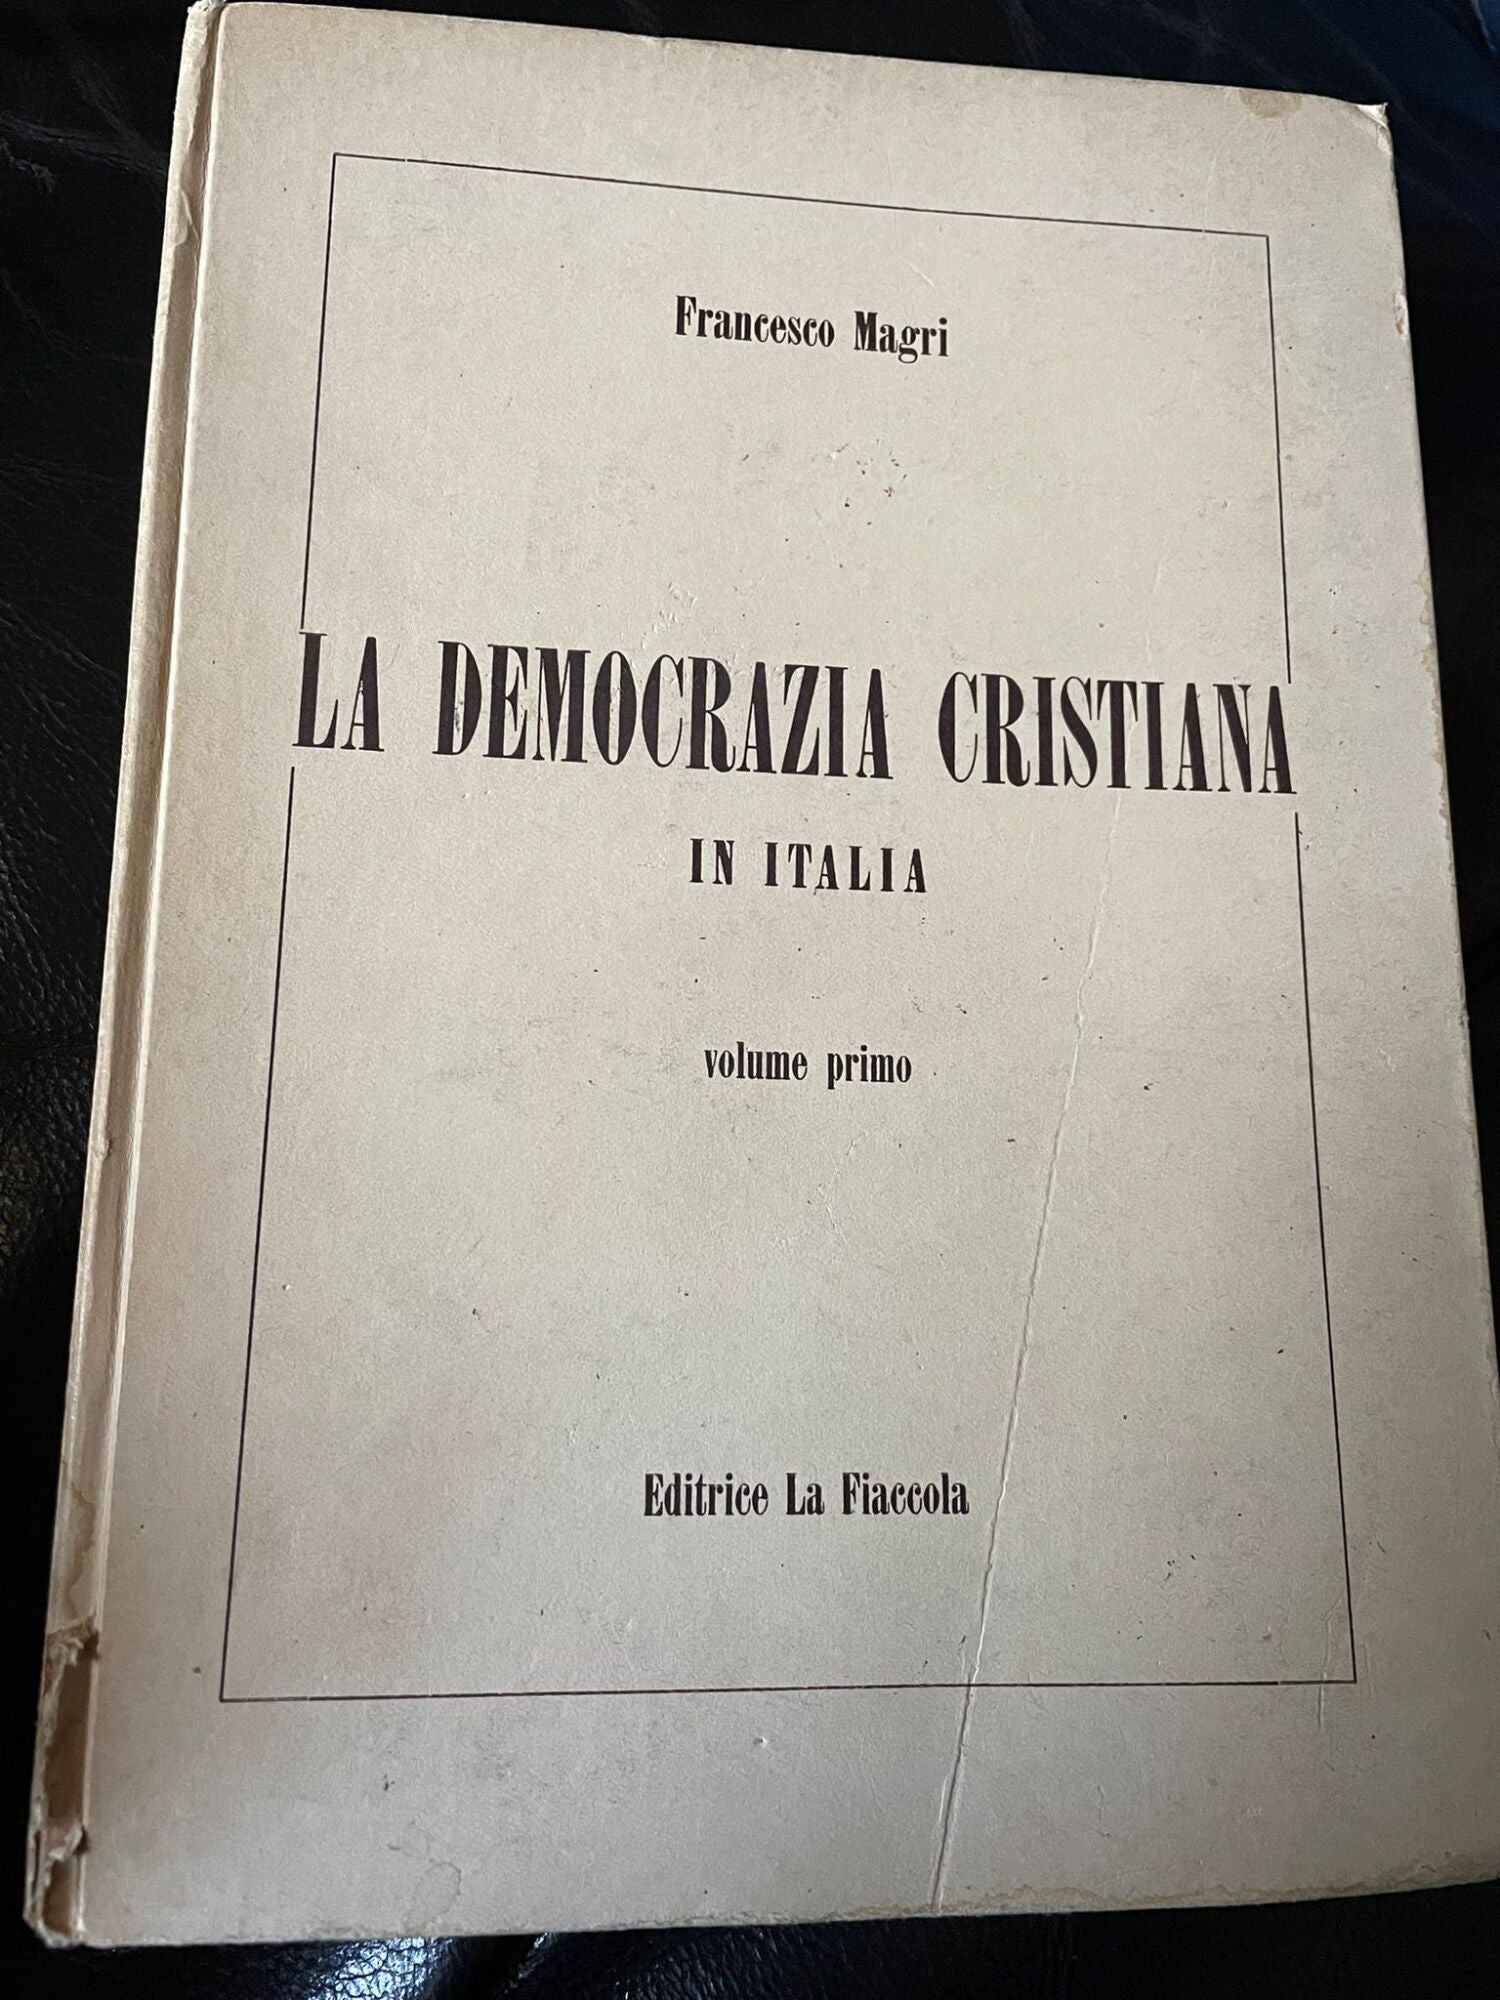 Francesco Magri
LA DEMOCRAZIA CRISTIANA
IN ITALIA
volume primo
Editrice La Fiaccola